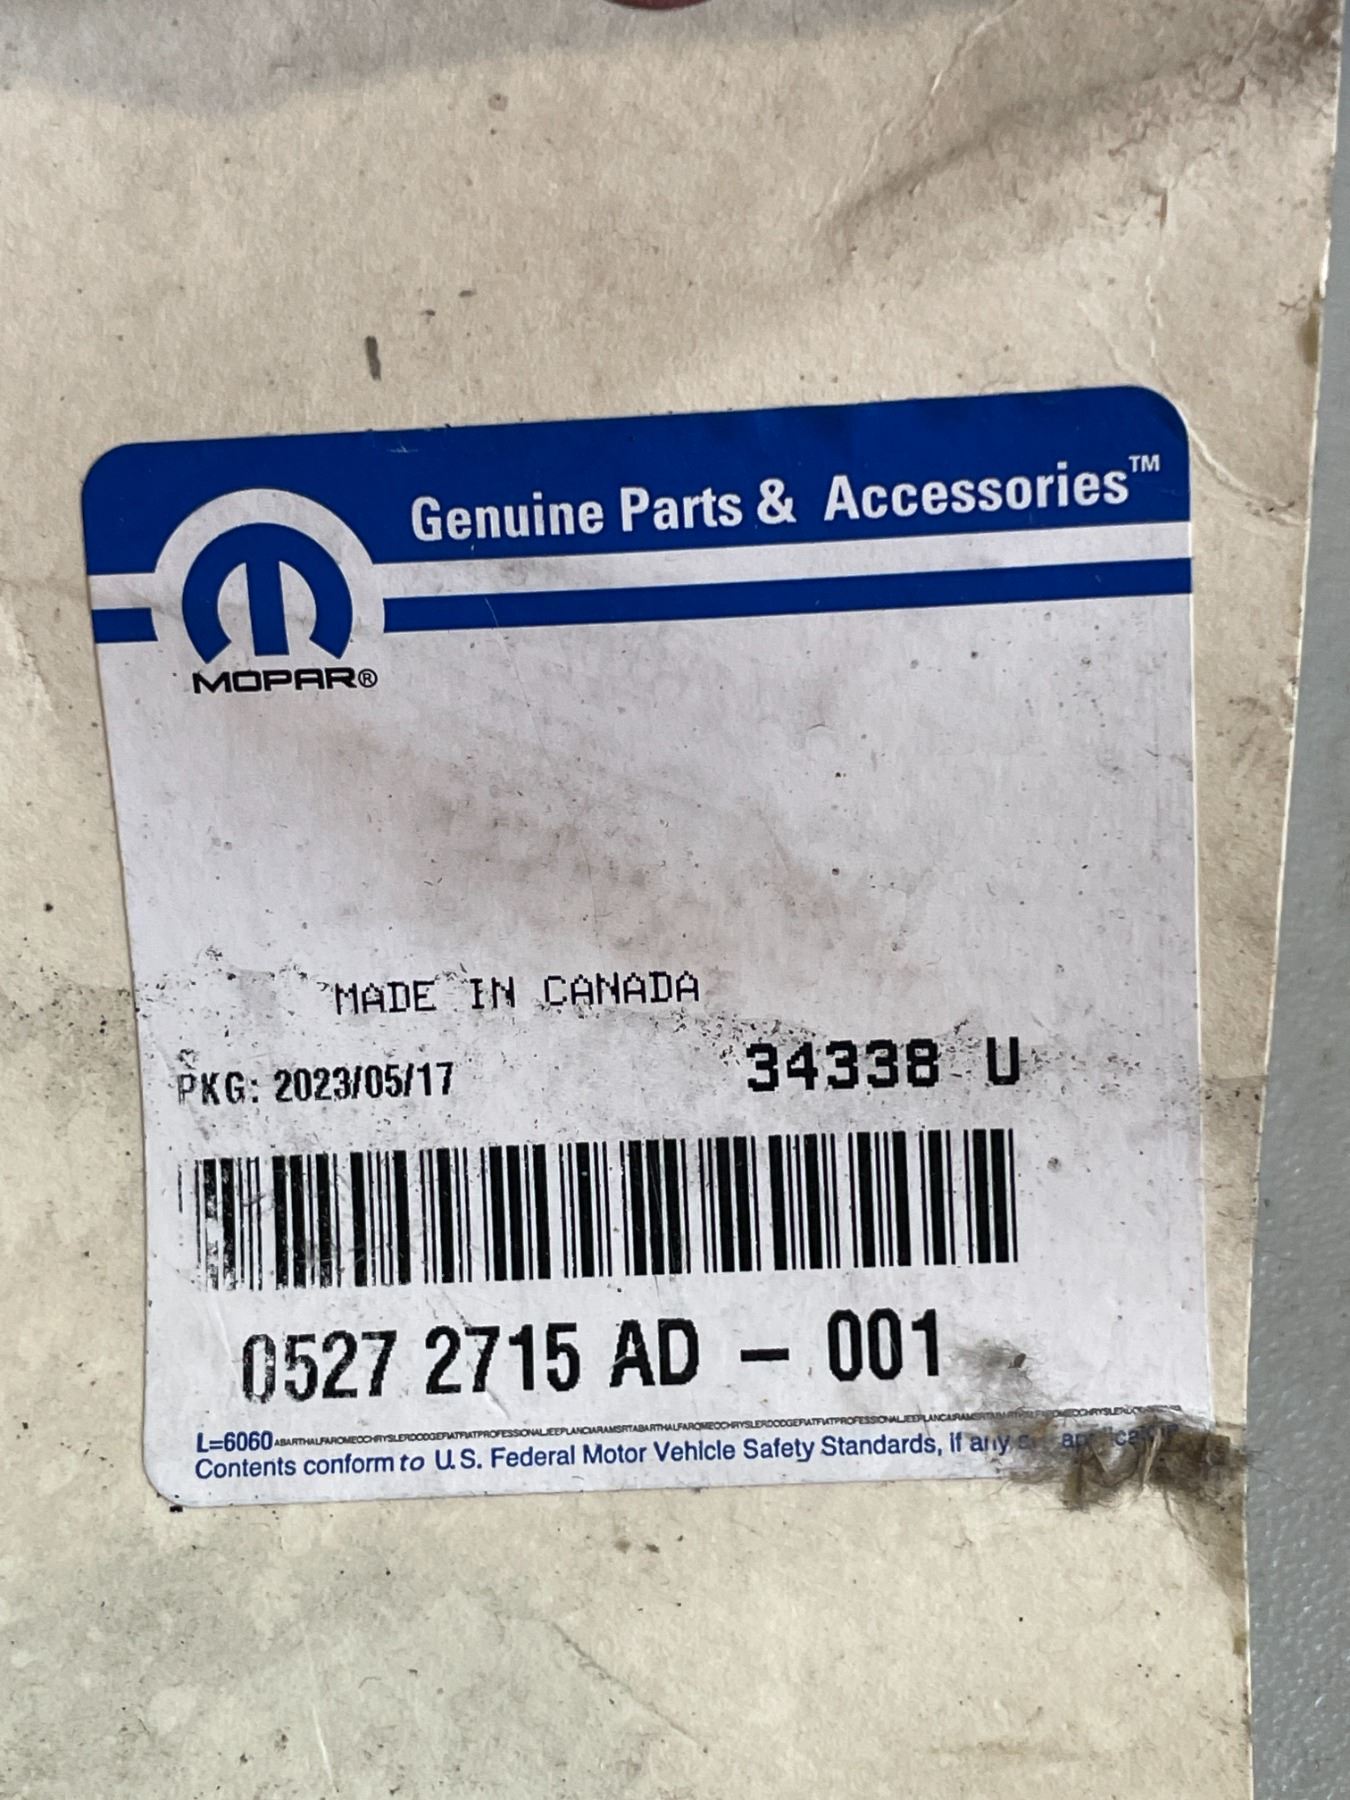 Genuine Parts & Accessories™
MOPAR®
MADE IN CANADA
PKG: 2023/05/17 34338 U
0527 2715 AD - 001
L=6060
Contents conform to U.S. Federal Motor Vehicle Safety Standards, if any